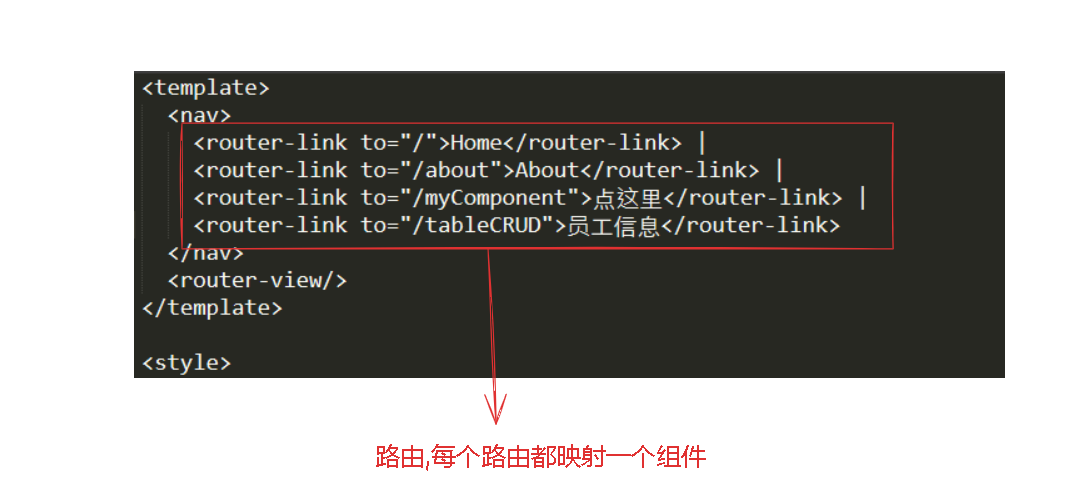 <template>
<nav>
<router-link to="/">Home</router-link> |
<router-link to="/about">About</router-link> |
<router-link to="/myComponent">点这里</router-link> |
<router-link to="/tableCRUD">员工信息</router-link>
</nav>
<router-view/>
</template>
<style>
路由,每个路由都映射一个组件